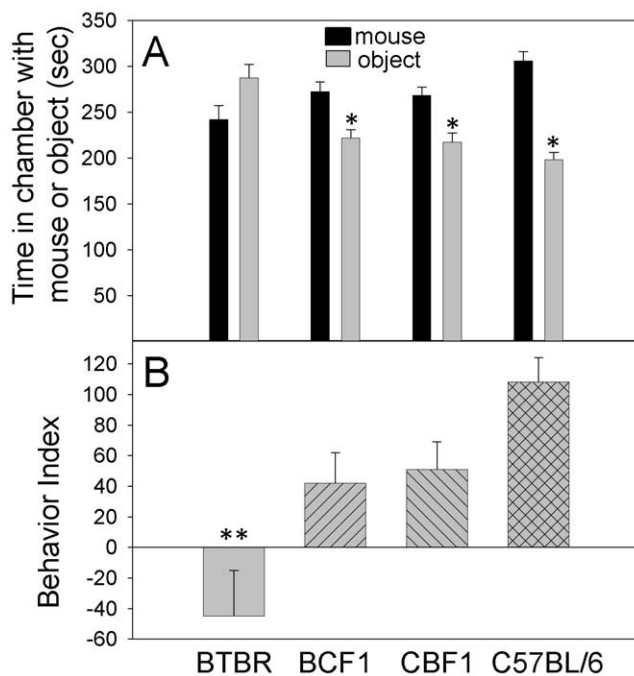 A
mouse
object
Time in chamber with
mouse or object (sec)
350
300
250
200
150
100
50
*
*
*
B
Behavior Index
120
100
80
60
40
20
0
-20
-40
-60
**
BTBR BCF1 CBF1 C57BL/6